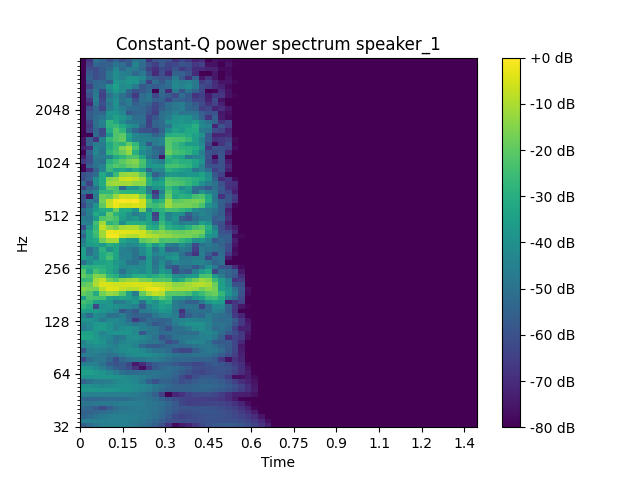 Constant-Q power spectrum speaker_1
Hz
2048
1024
512
256
128
64
32
0 0.15 0.3 0.45 0.6 0.75 0.9 1.1 1.2 1.4
Time
+0 dB
-10 dB
-20 dB
-30 dB
-40 dB
-50 dB
-60 dB
-70 dB
-80 dB